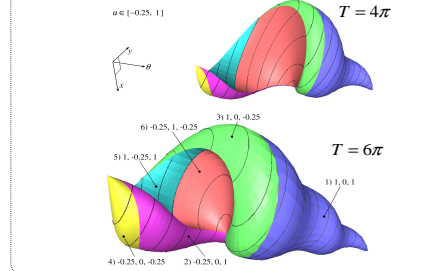 u ∈ [-0.25, 1]
T = 4π
y
θ
x
3) 1, 0, -0.25
6) -0.25, 1, -0.25
T = 6π
5) 1, -0.25, 1
1) 1, 0, 1
4) -0.25, 0, -0.25
2) -0.25, 0, 1